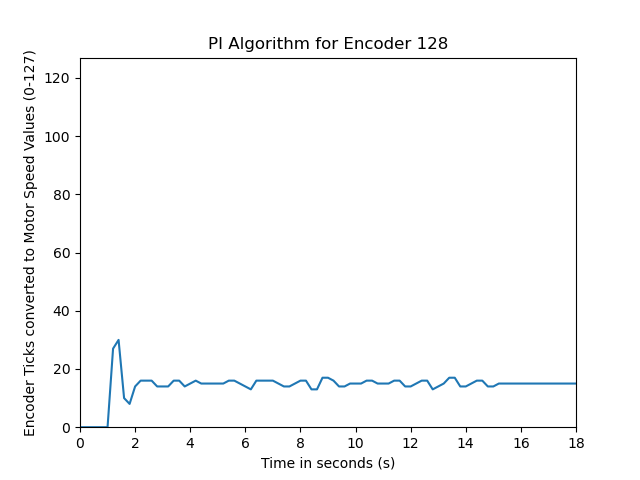 PI Algorithm for Encoder 128
Encoder Ticks converted to Motor Speed Values (0-127)
120
100
80
60
40
20
0
0 2 4 6 8 10 12 14 16 18
Time in seconds (s)